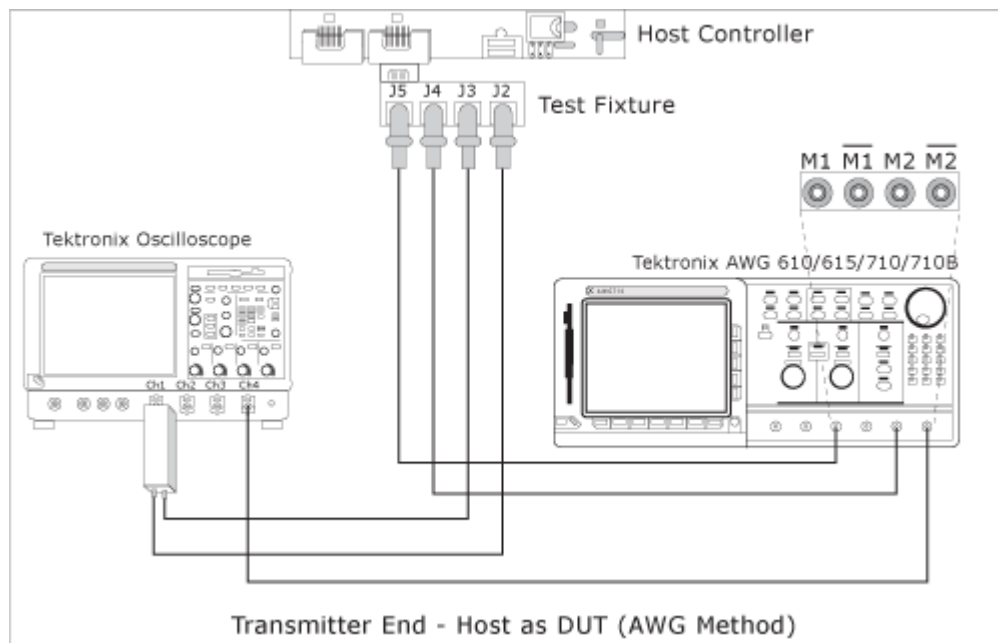 Host Controller
J5 J4 J3 J2
Test Fixture
M1 M1 M2 M2
Tektronix Oscilloscope
Tektronix AWG 610/615/710/710B
Ch1 Ch2 Ch3 Ch4
Transmitter End - Host as DUT (AWG Method)